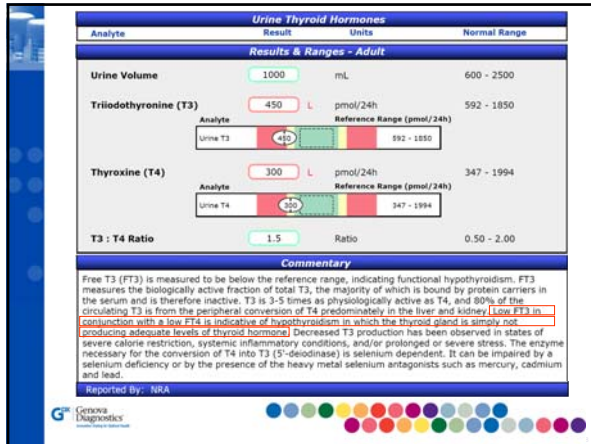 Urine Thyroid Hormones
Analyte Result Units Normal Range
Results & Ranges - Adult
Urine Volume 1000 mL 600 - 2500
Triiodothyronine (T3) 450 L pmol/24h 592 - 1850
Analyte Reference Range (pmol/24h)
Urine T3 450 592 - 1850
Thyroxine (T4) 300 L pmol/24h 347 - 1994
Analyte Reference Range (pmol/24h)
Urine T4 300 347 - 1994
T3 : T4 Ratio 1.5 Ratio 0.50 - 2.00
Commentary
Free T3 (FT3) is measured to be below the reference range, indicating functional hypothyroidism. FT3
measures the biologically active fraction of total T3, the majority of which is bound by protein carriers in
the serum and is therefore inactive. T3 is 3-5 times as physiologically active as T4, and 80% of the
circulating T3 is from the peripheral conversion of T4 predominately in the liver and kidney. Low FT3 in
conjunction with a low FT4 is indicative of hypothyroidism in which the thyroid gland is simply not
producing adequate levels of thyroid hormone. Decreased T3 production has been observed in states of
severe calorie restriction, systemic inflammatory conditions, and/or prolonged or severe stress. The enzyme
necessary for the conversion of T4 into T3 (5'-deiodinase) is selenium dependent. It can be impaired by a
selenium deficiency or by the presence of the heavy metal selenium antagonists such as mercury, cadmium
and lead.
Reported By: NRA
Genova
Diagnostics